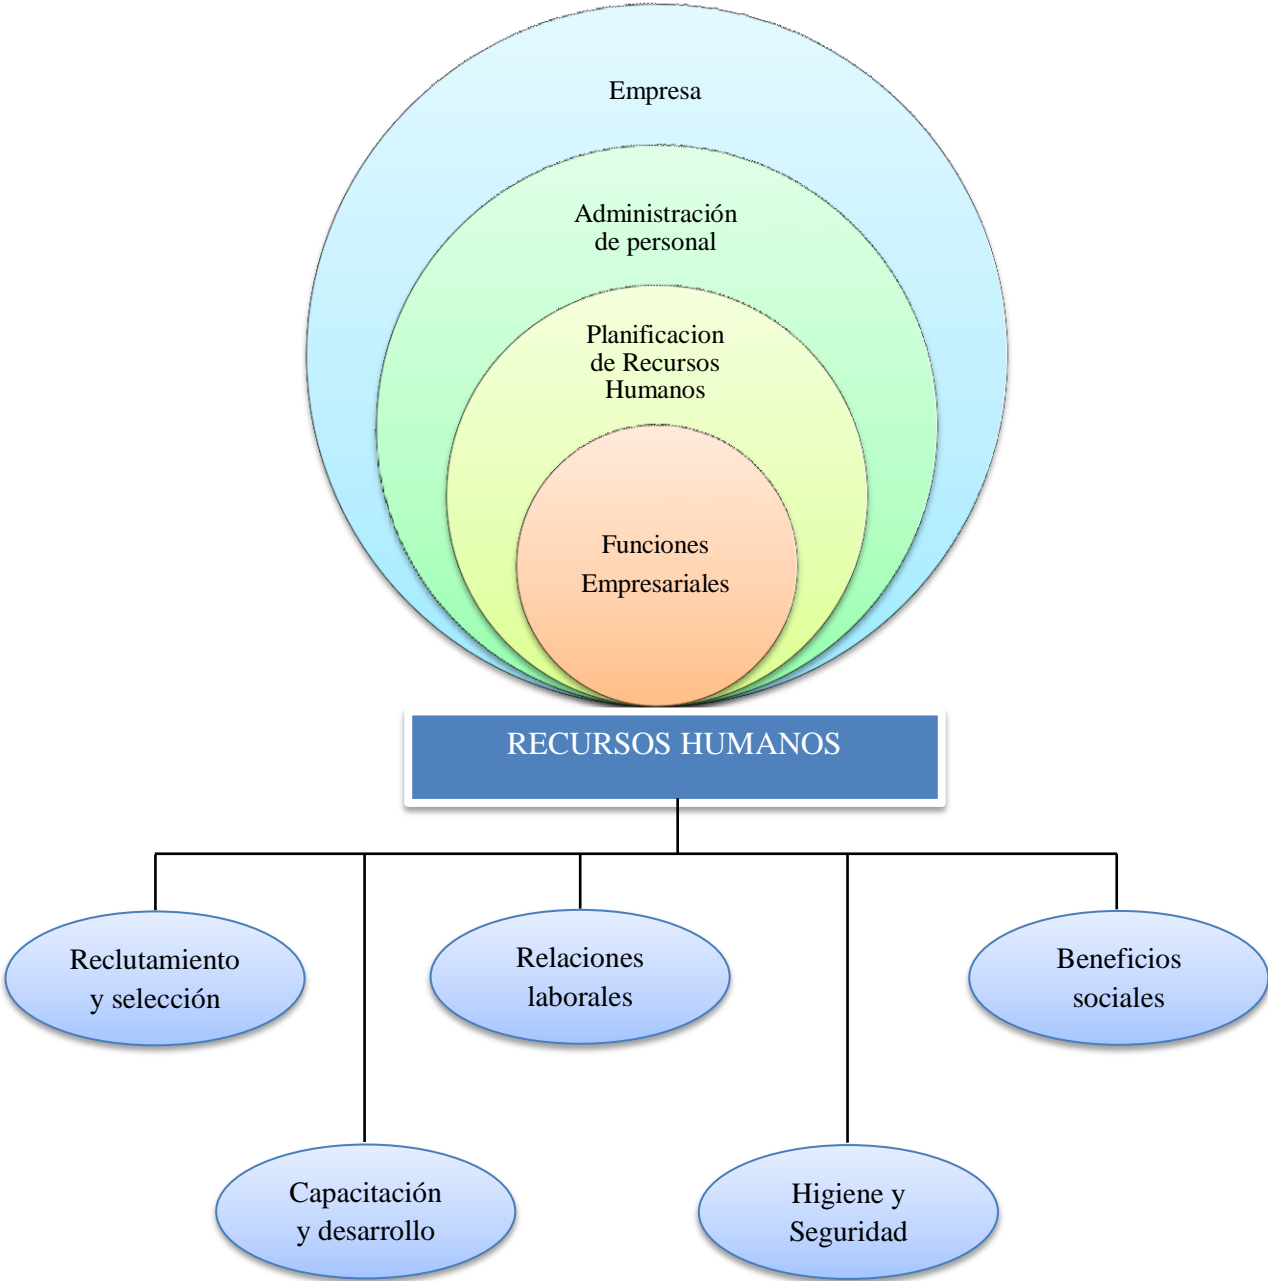 Empresa
Administración
de personal
Planificacion
de Recursos
Humanos
Funciones
Empresariales
RECURSOS HUMANOS
Reclutamiento
y selección
Relaciones
laborales
Beneficios
sociales
Capacitación
y desarrollo
Higiene y
Seguridad